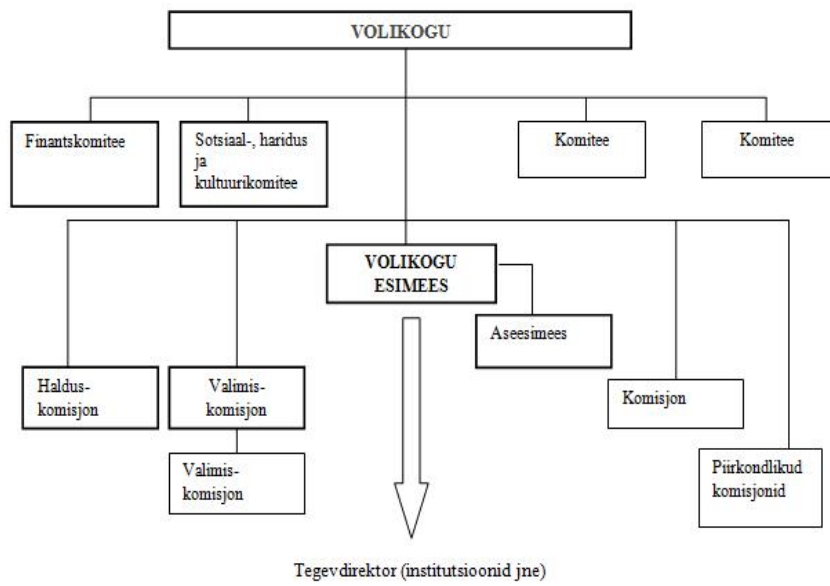 VOLIKOGU
Finantskomitee
Sotsiaal-, haridus
ja
kultuurikomitee
Komitee
Komitee
VOLIKOGU
ESIMEES
Aseesimees
Haldus-
komisjon
Valimis-
komisjon
Komisjon
Valimis-
komisjon
Piirkondlikud
komisjonid
Tegevdirektor (institutsioonid jne)